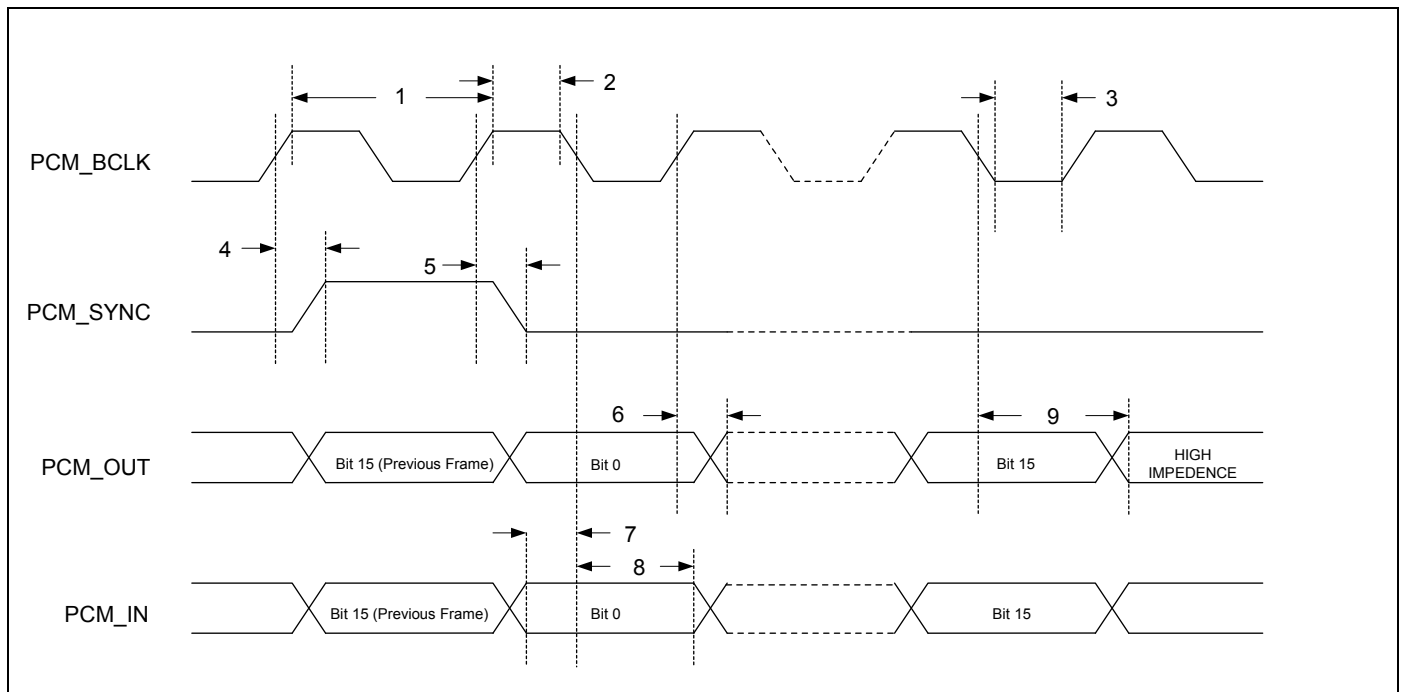 1
2
3
PCM_BCLK
4
5
PCM_SYNC
6
9
PCM_OUT
Bit 15 (Previous Frame)
Bit 0
Bit 15
HIGH
IMPEDENCE
7
8
PCM_IN
Bit 15 (Previous Frame)
Bit 0
Bit 15